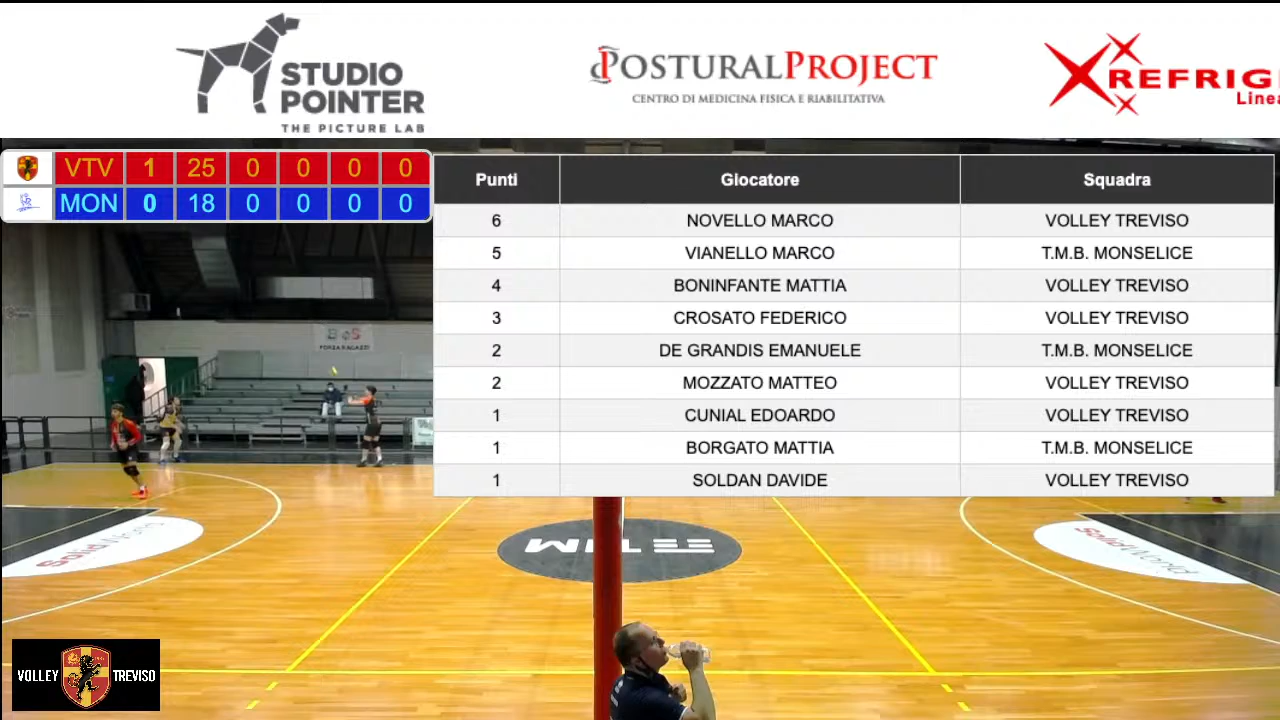 STUDIO
POINTER
THE PICTURE LAB
POSTURALPROJECT
CENTRO DI MEDICINA FISICA E RIABILITATIVA
REFRIG
Linea
VTV 1 25 0 0 0 0
MON 0 18 0 0 0 0
Punti Giocatore Squadra
6 NOVELLO MARCO VOLLEY TREVISO
5 VIANELLO MARCO T.M.B. MONSELICE
4 BONINFANTE MATTIA VOLLEY TREVISO
3 CROSATO FEDERICO VOLLEY TREVISO
2 DE GRANDIS EMANUELE T.M.B. MONSELICE
2 MOZZATO MATTEO VOLLEY TREVISO
1 CUNIAL EDOARDO VOLLEY TREVISO
1 BORGATO MATTIA T.M.B. MONSELICE
1 SOLDAN DAVIDE VOLLEY TREVISO
FORZA RAGAZZI
SolidWorld
SolidWorld
VOLLEY TREVISO